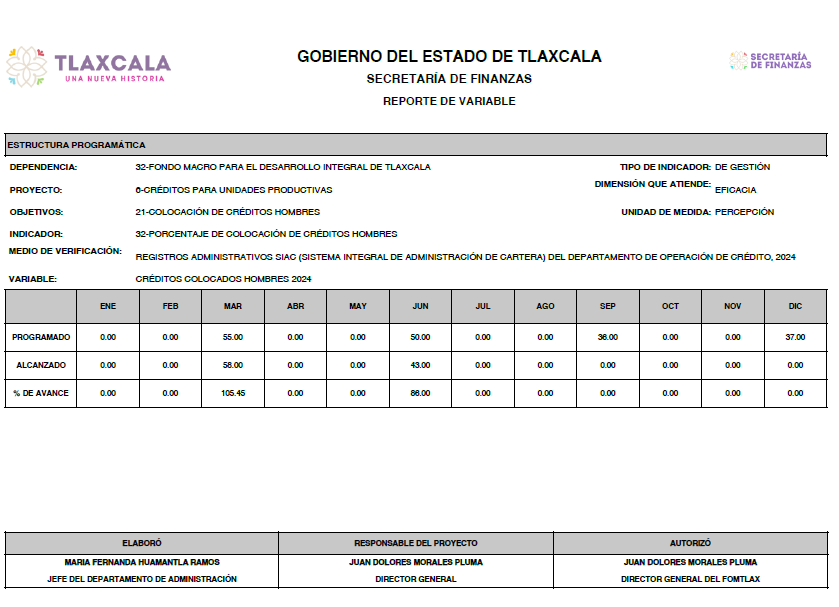 TLAXCALA
UNA NUEVA HISTORIA
GOBIERNO DEL ESTADO DE TLAXCALA
SECRETARÍA DE FINANZAS
REPORTE DE VARIABLE
SECRETARÍA
DE FINANZAS
ESTRUCTURA PROGRAMÁTICA
DEPENDENCIA: 32-FONDO MACRO PARA EL DESARROLLO INTEGRAL DE TLAXCALA TIPO DE INDICADOR: DE GESTIÓN
PROYECTO: 6-CRÉDITOS PARA UNIDADES PRODUCTIVAS DIMENSIÓN QUE ATIENDE: EFICACIA
OBJETIVOS: 21-COLOCACIÓN DE CRÉDITOS HOMBRES UNIDAD DE MEDIDA: PERCEPCIÓN
INDICADOR: 32-PORCENTAJE DE COLOCACIÓN DE CRÉDITOS HOMBRES
MEDIO DE VERIFICACIÓN: REGISTROS ADMINISTRATIVOS SIAC (SISTEMA INTEGRAL DE ADMINISTRACIÓN DE CARTERA) DEL DEPARTAMENTO DE OPERACIÓN DE CRÉDITO, 2024
VARIABLE: CRÉDITOS COLOCADOS HOMBRES 2024
ENE FEB MAR ABR MAY JUN JUL AGO SEP OCT NOV DIC
PROGRAMADO 0.00 0.00 55.00 0.00 0.00 50.00 0.00 0.00 36.00 0.00 0.00 37.00
ALCANZADO 0.00 0.00 58.00 0.00 0.00 43.00 0.00 0.00 0.00 0.00 0.00 0.00
% DE AVANCE 0.00 0.00 105.45 0.00 0.00 86.00 0.00 0.00 0.00 0.00 0.00 0.00
ELABORÓ RESPONSABLE DEL PROYECTO AUTORIZÓ
MARIA FERNANDA HUAMANTLA RAMOS JUAN DOLORES MORALES PLUMA JUAN DOLORES MORALES PLUMA
JEFE DEL DEPARTAMENTO DE ADMINISTRACIÓN DIRECTOR GENERAL DIRECTOR GENERAL DEL FOMTLAX